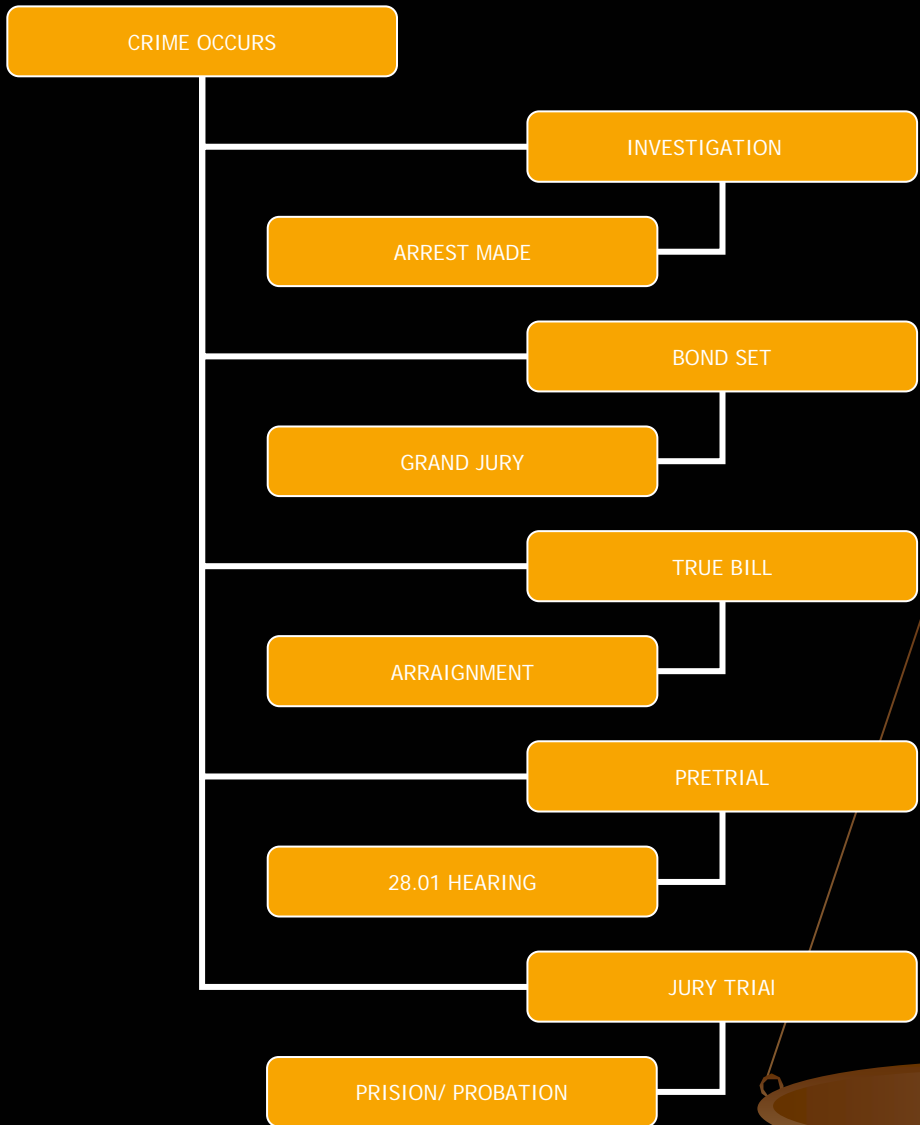 CRIME OCCURS
INVESTIGATION
ARREST MADE
BOND SET
GRAND JURY
TRUE BILL
ARRAIGNMENT
PRETRIAL
28.01 HEARING
JURY TRIAl
PRISION/ PROBATION